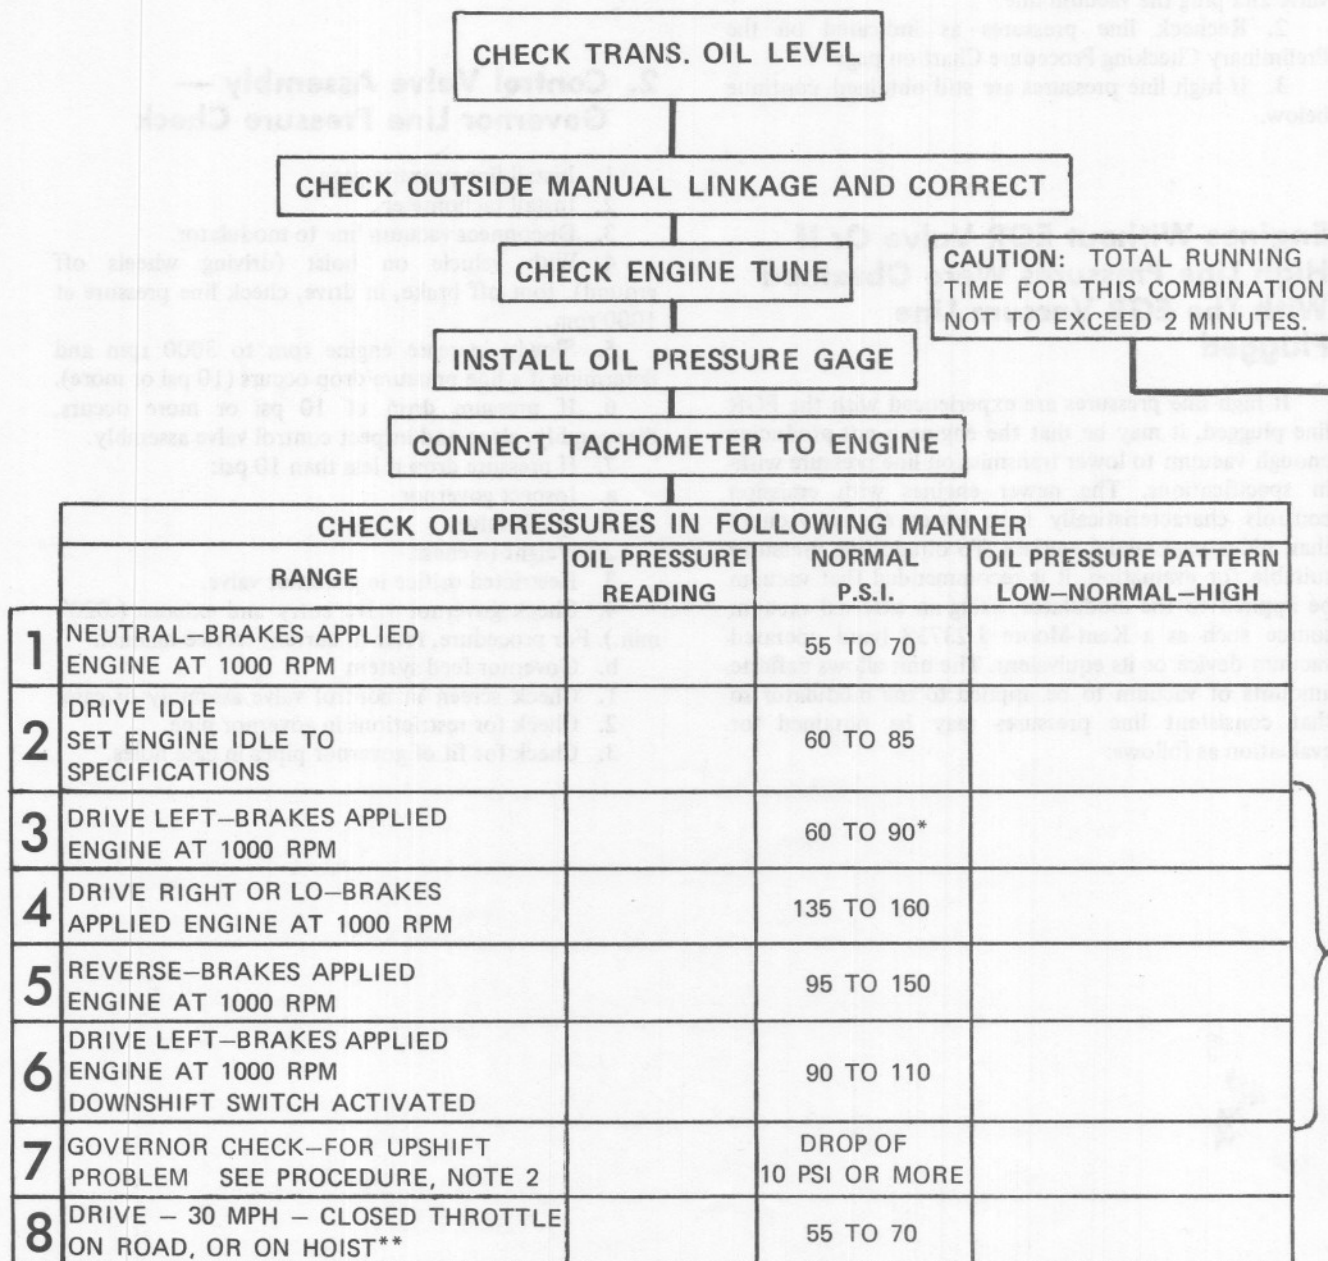 CHECK TRANS. OIL LEVEL
CHECK OUTSIDE MANUAL LINKAGE AND CORRECT
CHECK ENGINE TUNE
CAUTION: TOTAL RUNNING
TIME FOR THIS COMBINATION
NOT TO EXCEED 2 MINUTES.
INSTALL OIL PRESSURE GAGE
CONNECT TACHOMETER TO ENGINE
CHECK OIL PRESSURES IN FOLLOWING MANNER
RANGE
OIL PRESSURE
READING
NORMAL
P.S.I.
OIL PRESSURE PATTERN
LOW—NORMAL—HIGH
1
NEUTRAL—BRAKES APPLIED
ENGINE AT 1000 RPM
55 TO 70
2
DRIVE IDLE
SET ENGINE IDLE TO
SPECIFICATIONS
60 TO 85
3
DRIVE LEFT—BRAKES APPLIED
ENGINE AT 1000 RPM
60 TO 90*
4
DRIVE RIGHT OR LO—BRAKES
APPLIED ENGINE AT 1000 RPM
135 TO 160
5
REVERSE—BRAKES APPLIED
ENGINE AT 1000 RPM
95 TO 150
6
DRIVE LEFT—BRAKES APPLIED
ENGINE AT 1000 RPM
DOWNSHIFT SWITCH ACTIVATED
90 TO 110
7
GOVERNOR CHECK—FOR UPSHIFT
PROBLEM SEE PROCEDURE, NOTE 2
DROP OF
10 PSI OR MORE
8
DRIVE — 30 MPH — CLOSED THROTTLE
ON ROAD, OR ON HOIST**
55 TO 70